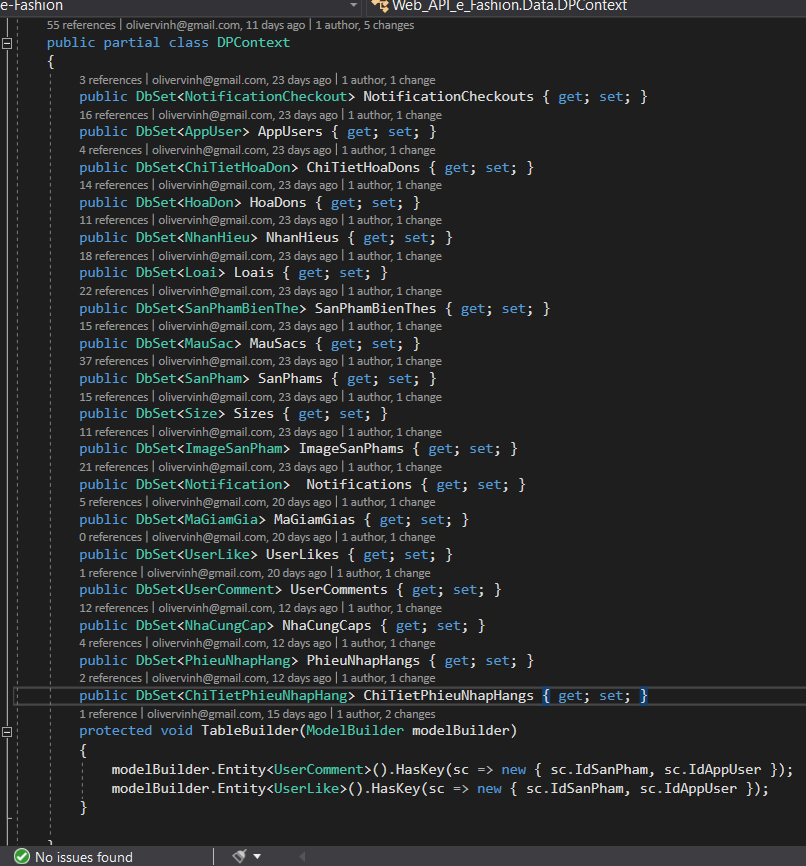 e-Fashion Web_API_e_Fashion.Data.DPContext
55 references | olivervinh@gmail.com, 11 days ago | 1 author, 5 changes
public partial class DPContext
{
3 references | olivervinh@gmail.com, 23 days ago | 1 author, 1 change
public DbSet<NotificationCheckout> NotificationCheckouts { get; set; }
16 references | olivervinh@gmail.com, 23 days ago | 1 author, 1 change
public DbSet<AppUser> AppUsers { get; set; }
4 references | olivervinh@gmail.com, 23 days ago | 1 author, 1 change
public DbSet<ChiTietHoaDon> ChiTietHoaDons { get; set; }
14 references | olivervinh@gmail.com, 23 days ago | 1 author, 1 change
public DbSet<HoaDon> HoaDons { get; set; }
11 references | olivervinh@gmail.com, 23 days ago | 1 author, 1 change
public DbSet<NhanHieu> NhanHieus { get; set; }
18 references | olivervinh@gmail.com, 23 days ago | 1 author, 1 change
public DbSet<Loai> Loais { get; set; }
22 references | olivervinh@gmail.com, 23 days ago | 1 author, 1 change
public DbSet<SanPhamBienThe> SanPhamBienThes { get; set; }
15 references | olivervinh@gmail.com, 23 days ago | 1 author, 1 change
public DbSet<MauSac> MauSacs { get; set; }
37 references | olivervinh@gmail.com, 23 days ago | 1 author, 1 change
public DbSet<SanPham> SanPhams { get; set; }
15 references | olivervinh@gmail.com, 23 days ago | 1 author, 1 change
public DbSet<Size> Sizes { get; set; }
11 references | olivervinh@gmail.com, 23 days ago | 1 author, 1 change
public DbSet<ImageSanPham> ImageSanPhams { get; set; }
21 references | olivervinh@gmail.com, 23 days ago | 1 author, 1 change
public DbSet<Notification>  Notifications { get; set; }
5 references | olivervinh@gmail.com, 20 days ago | 1 author, 1 change
public DbSet<MaGiamGia> MaGiamGias { get; set; }
0 references | olivervinh@gmail.com, 20 days ago | 1 author, 1 change
public DbSet<UserLike> UserLikes { get; set; }
1 reference | olivervinh@gmail.com, 20 days ago | 1 author, 1 change
public DbSet<UserComment> UserComments { get; set; }
12 references | olivervinh@gmail.com, 12 days ago | 1 author, 1 change
public DbSet<NhaCungCap> NhaCungCaps { get; set; }
4 references | olivervinh@gmail.com, 12 days ago | 1 author, 1 change
public DbSet<PhieuNhapHang> PhieuNhapHangs { get; set; }
2 references | olivervinh@gmail.com, 12 days ago | 1 author, 1 change
public DbSet<ChiTietPhieuNhapHang> ChiTietPhieuNhapHangs { get; set; }
1 reference | olivervinh@gmail.com, 15 days ago | 1 author, 2 changes
protected void TableBuilder(ModelBuilder modelBuilder)
{
modelBuilder.Entity<UserComment>().HasKey(sc => new { sc.IdSanPham, sc.IdAppUser });
modelBuilder.Entity<UserLike>().HasKey(sc => new { sc.IdSanPham, sc.IdAppUser });
}
}
No issues found